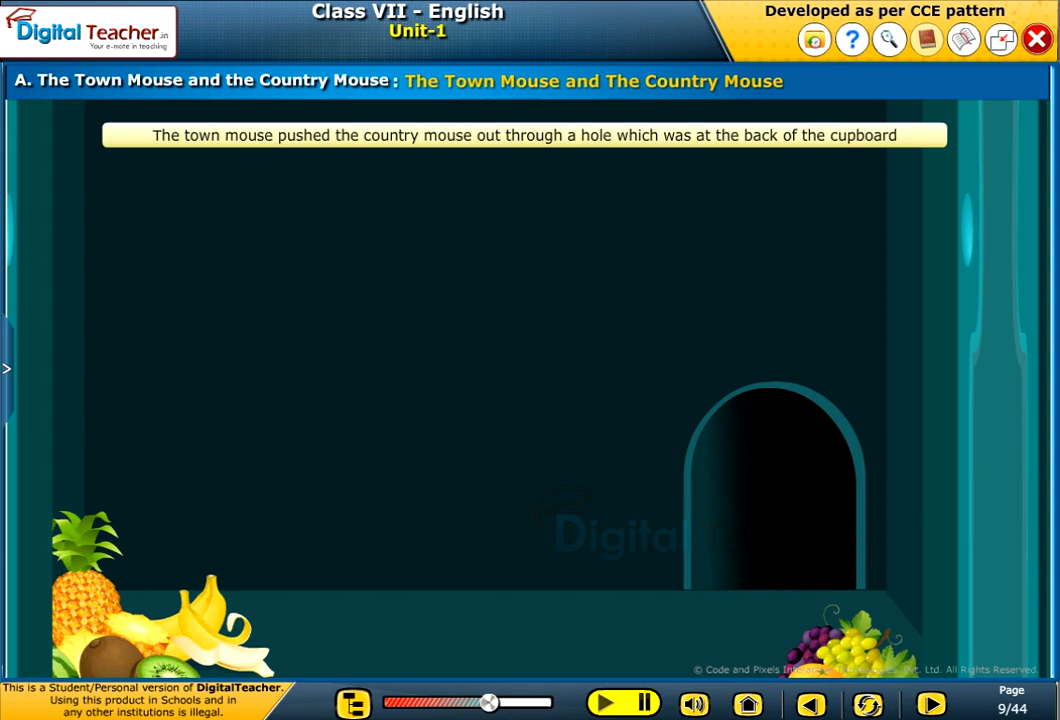 Digital Teacher.in
Your e-mate in teaching
Class VII - English
Unit-1
Developed as per CCE pattern
?
A. The Town Mouse and the Country Mouse : The Town Mouse and The Country Mouse
The town mouse pushed the country mouse out through a hole which was at the back of the cupboard
>
Digital Te
© Code and Pixels Pvt. Ltd. All Rights Reserved.
This is a Student/Personal version of DigitalTeacher.
Using this product in Schools and in
any other institutions is illegal.
Page
9/44